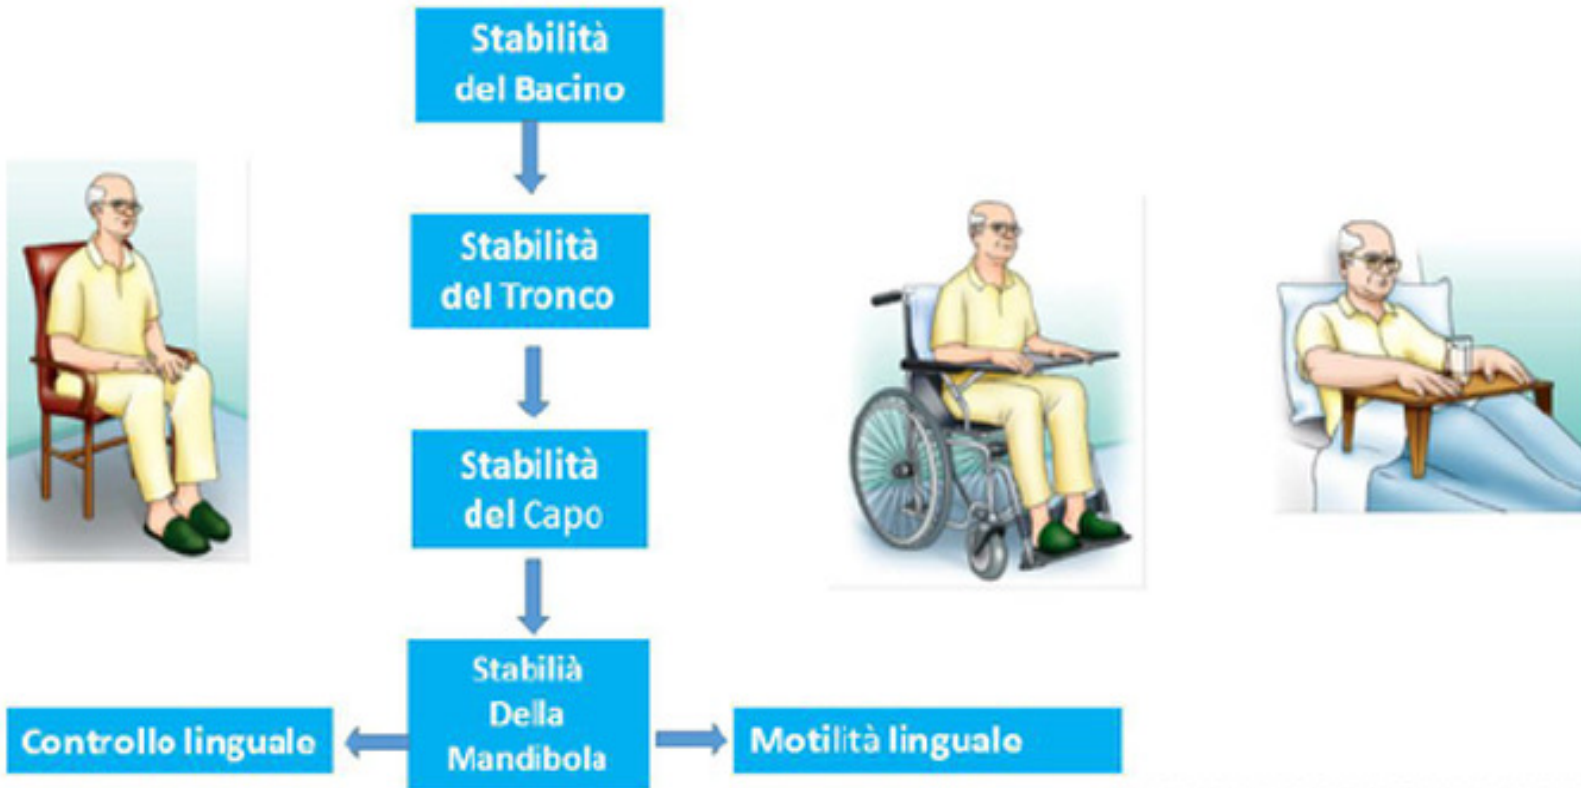 Stabilità
del Bacino
Stabilità
del Tronco
Stabilità
del Capo
Stabilià
Della
Mandibola
Controllo linguale
Motilità linguale